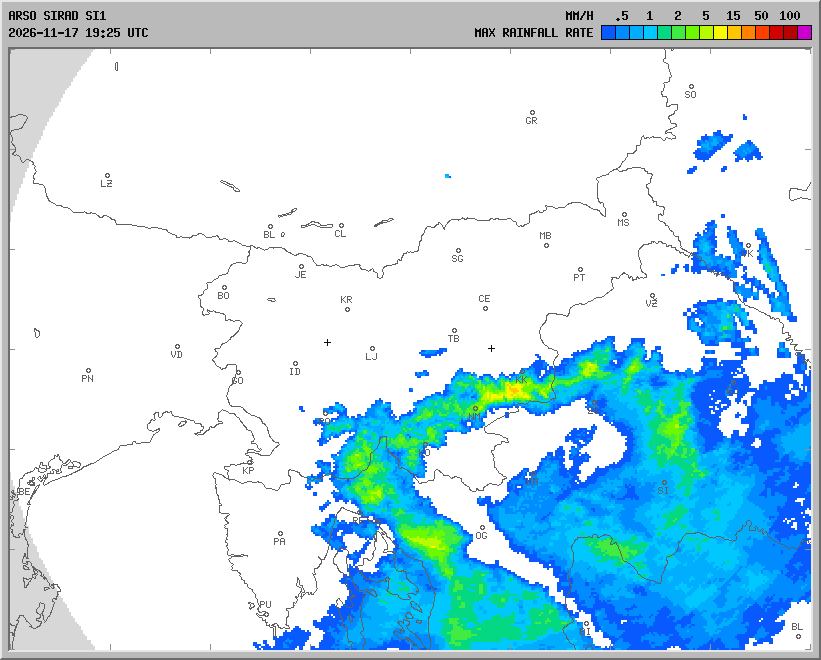 ARSO SIRAD SI1 MM/H .5 1 2 5 15 50 100
2026-11-17 19:25 UTC MAX RAINFALL RATE
SO
GR
LZ
MS
BL CL
MB
VK
SG
JE
PT
BO
KR CE
VZ
TB
VD
LJ
GO ID
PN
KK
KP
BE
SI
OG
PA
PU
BL